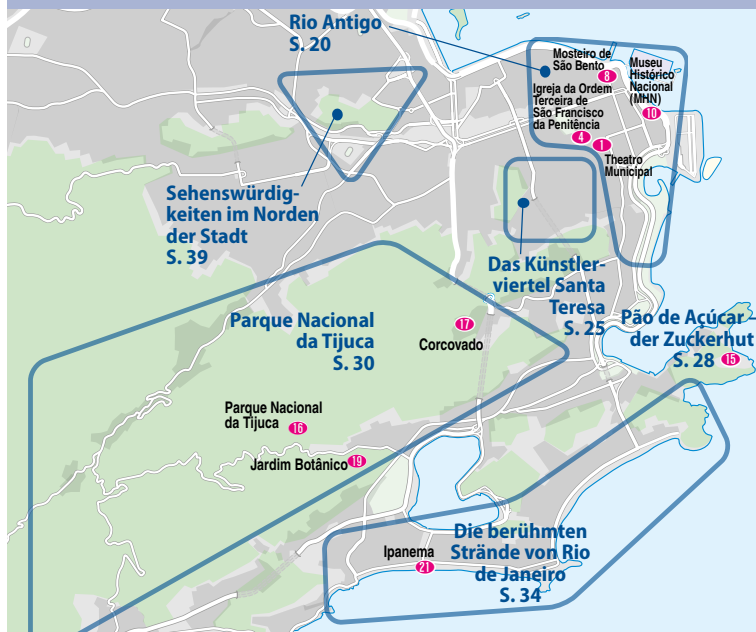 Rio Antigo
S. 20
Mosteiro de
São Bento
8
Museu
Histórico
Nacional
(MHN)
10
Igreja da Ordem
Terceira de
São Francisco
da Penitência
4
1
Theatro
Municipal
Sehenswürdig-
keiten im Norden
der Stadt
S. 39
Das Künstler-
viertel Santa
Teresa
S. 25
Parque Nacional
da Tijuca
S. 30
17
Corcovado
Pão de Açúcar –
der Zuckerhut
S. 28
15
Parque Nacional
da Tijuca
16
Jardim Botânico
19
Die berühmten
Strände von Rio
de Janeiro
S. 34
Ipanema
21